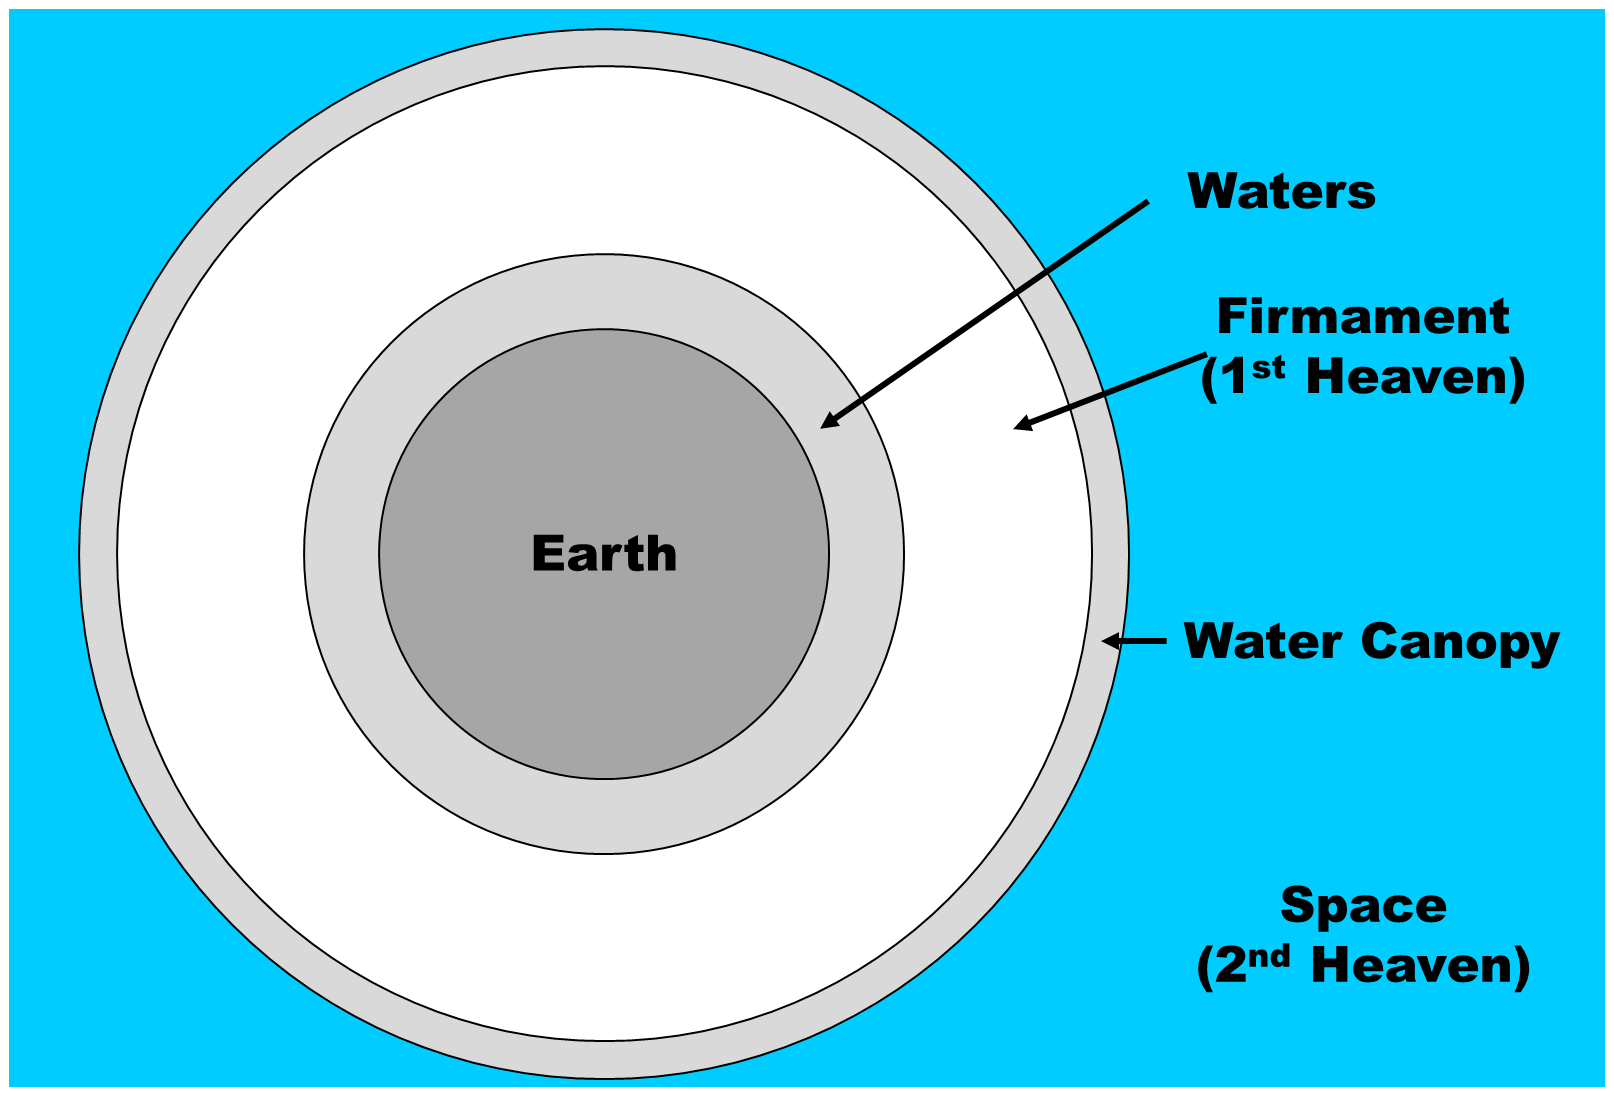 Waters
Firmament
(1st Heaven)
Earth
Water Canopy
Space
(2nd Heaven)